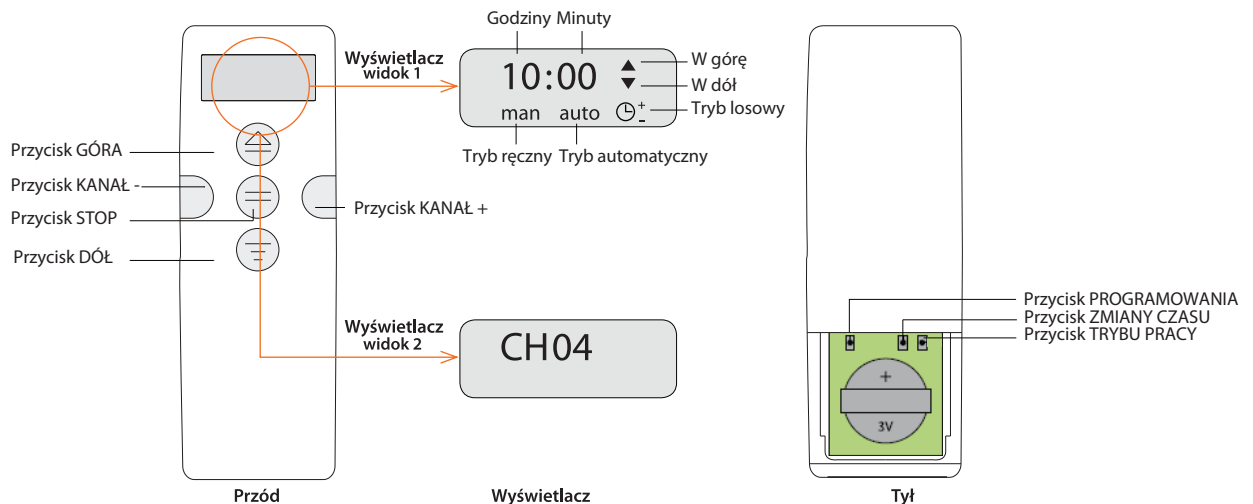 Godziny Minuty
Wyświetlacz
widok 1
10:00
W górę
W dół
man auto
+
-
Tryb losowy
Tryb ręczny Tryb automatyczny
Przycisk GÓRA
Przycisk KANAŁ -
Przycisk STOP
Przycisk KANAŁ +
Przycisk DÓŁ
Wyświetlacz
widok 2
CH04
Przycisk PROGRAMOWANIA
Przycisk ZMIANY CZASU
Przycisk TRYBU PRACY
+
3V
Przód
Wyświetlacz
Tył